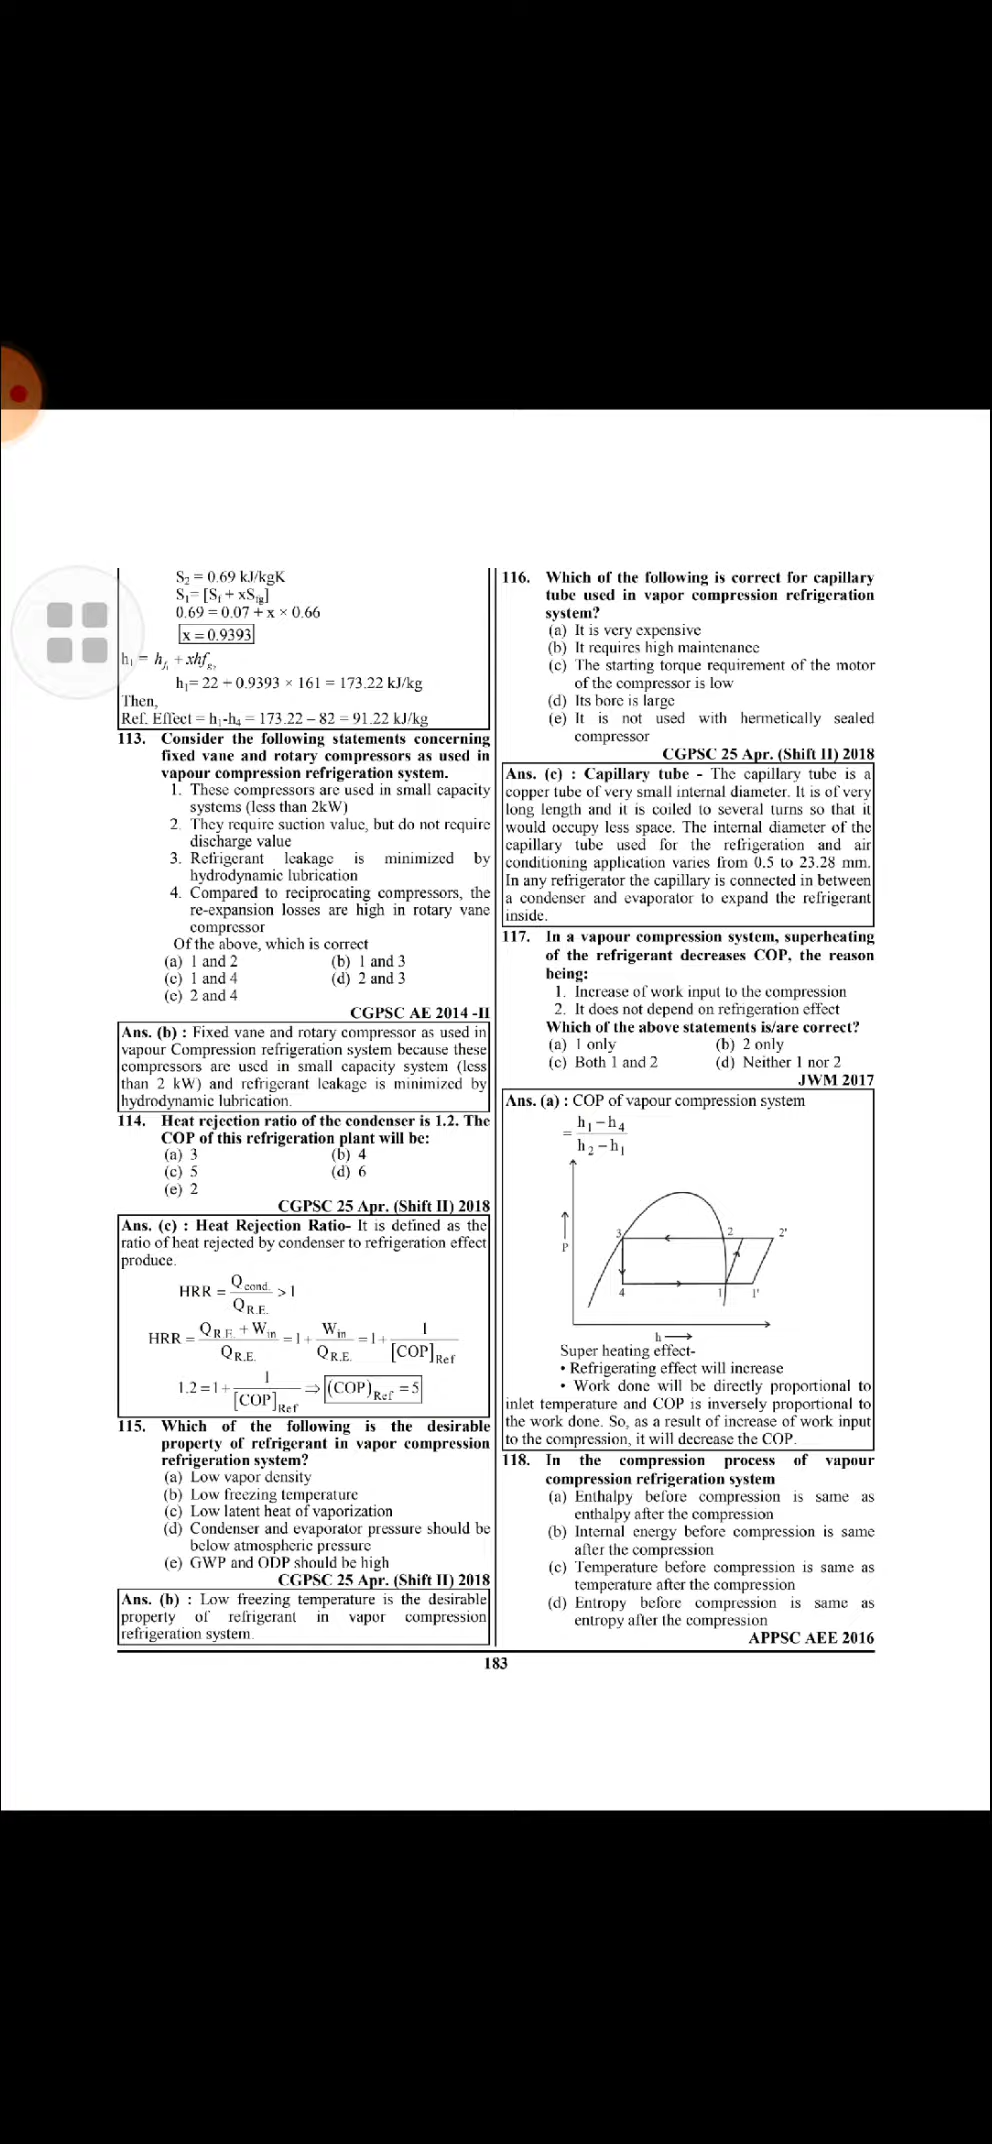 S₂ = 0.69 kJ/kgK
S₁= [Sf + xSfg]
0.69 = 0.07 + x × 0.66
x = 0.9393
h₁ = hf₁ + xhfg₂
h₁= 22 + 0.9393 × 161 = 173.22 kJ/kg
Then,
Ref. Effect = h₁-h₄ = 173.22 – 82 = 91.22 kJ/kg
113. Consider the following statements concerning
fixed vane and rotary compressors as used in
vapour compression refrigeration system.
1. These compressors are used in small capacity
systems (less than 2kW)
2. They require suction value, but do not require
discharge value
3. Refrigerant leakage is minimized by
hydrodynamic lubrication
4. Compared to reciprocating compressors, the
re-expansion losses are high in rotary vane
compressor
Of the above, which is correct
(a) 1 and 2 (b) 1 and 3
(c) 1 and 4 (d) 2 and 3
(e) 2 and 4
CGPSC AE 2014 -II
Ans. (b) : Fixed vane and rotary compressor as used in
vapour Compression refrigeration system because these
compressors are used in small capacity system (less
than 2 kW) and refrigerant leakage is minimized by
hydrodynamic lubrication.
114. Heat rejection ratio of the condenser is 1.2. The
COP of this refrigeration plant will be:
(a) 3 (b) 4
(c) 5 (d) 6
(e) 2
CGPSC 25 Apr. (Shift II) 2018
Ans. (c) : Heat Rejection Ratio- It is defined as the
ratio of heat rejected by condenser to refrigeration effect
produce.
HRR = Q cond. / Q R.E. > 1
HRR = Q R.E. + W in / Q R.E. = 1 + W in / Q R.E. = 1 + 1 / [COP] Ref
1.2 = 1 + 1 / [COP] Ref ⇒ (COP) Ref = 5
115. Which of the following is the desirable
property of refrigerant in vapor compression
refrigeration system?
(a) Low vapor density
(b) Low freezing temperature
(c) Low latent heat of vaporization
(d) Condenser and evaporator pressure should be
below atmospheric pressure
(e) GWP and ODP should be high
CGPSC 25 Apr. (Shift II) 2018
Ans. (b) : Low freezing temperature is the desirable
property of refrigerant in vapor compression
refrigeration system.
116. Which of the following is correct for capillary
tube used in vapor compression refrigeration
system?
(a) It is very expensive
(b) It requires high maintenance
(c) The starting torque requirement of the motor
of the compressor is low
(d) Its bore is large
(e) It is not used with hermetically sealed
compressor
CGPSC 25 Apr. (Shift II) 2018
Ans. (c) : Capillary tube - The capillary tube is a
copper tube of very small internal diameter. It is of very
long length and it is coiled to several turns so that it
would occupy less space. The internal diameter of the
capillary tube used for the refrigeration and air
conditioning application varies from 0.5 to 23.28 mm.
In any refrigerator the capillary is connected in between
a condenser and evaporator to expand the refrigerant
inside.
117. In a vapour compression system, superheating
of the refrigerant decreases COP, the reason
being:
1. Increase of work input to the compression
2. It does not depend on refrigeration effect
Which of the above statements is/are correct?
(a) 1 only (b) 2 only
(c) Both 1 and 2 (d) Neither 1 nor 2
JWM 2017
Ans. (a) : COP of vapour compression system
= h₁ – h₄ / h₂ – h₁
3 2 2'
P
4 1 1'
h
Super heating effect-
• Refrigerating effect will increase
• Work done will be directly proportional to
inlet temperature and COP is inversely proportional to
the work done. So, as a result of increase of work input
to the compression, it will decrease the COP.
118. In the compression process of vapour
compression refrigeration system
(a) Enthalpy before compression is same as
enthalpy after the compression
(b) Internal energy before compression is same
after the compression
(c) Temperature before compression is same as
temperature after the compression
(d) Entropy before compression is same as
entropy after the compression
APPSC AEE 2016
183